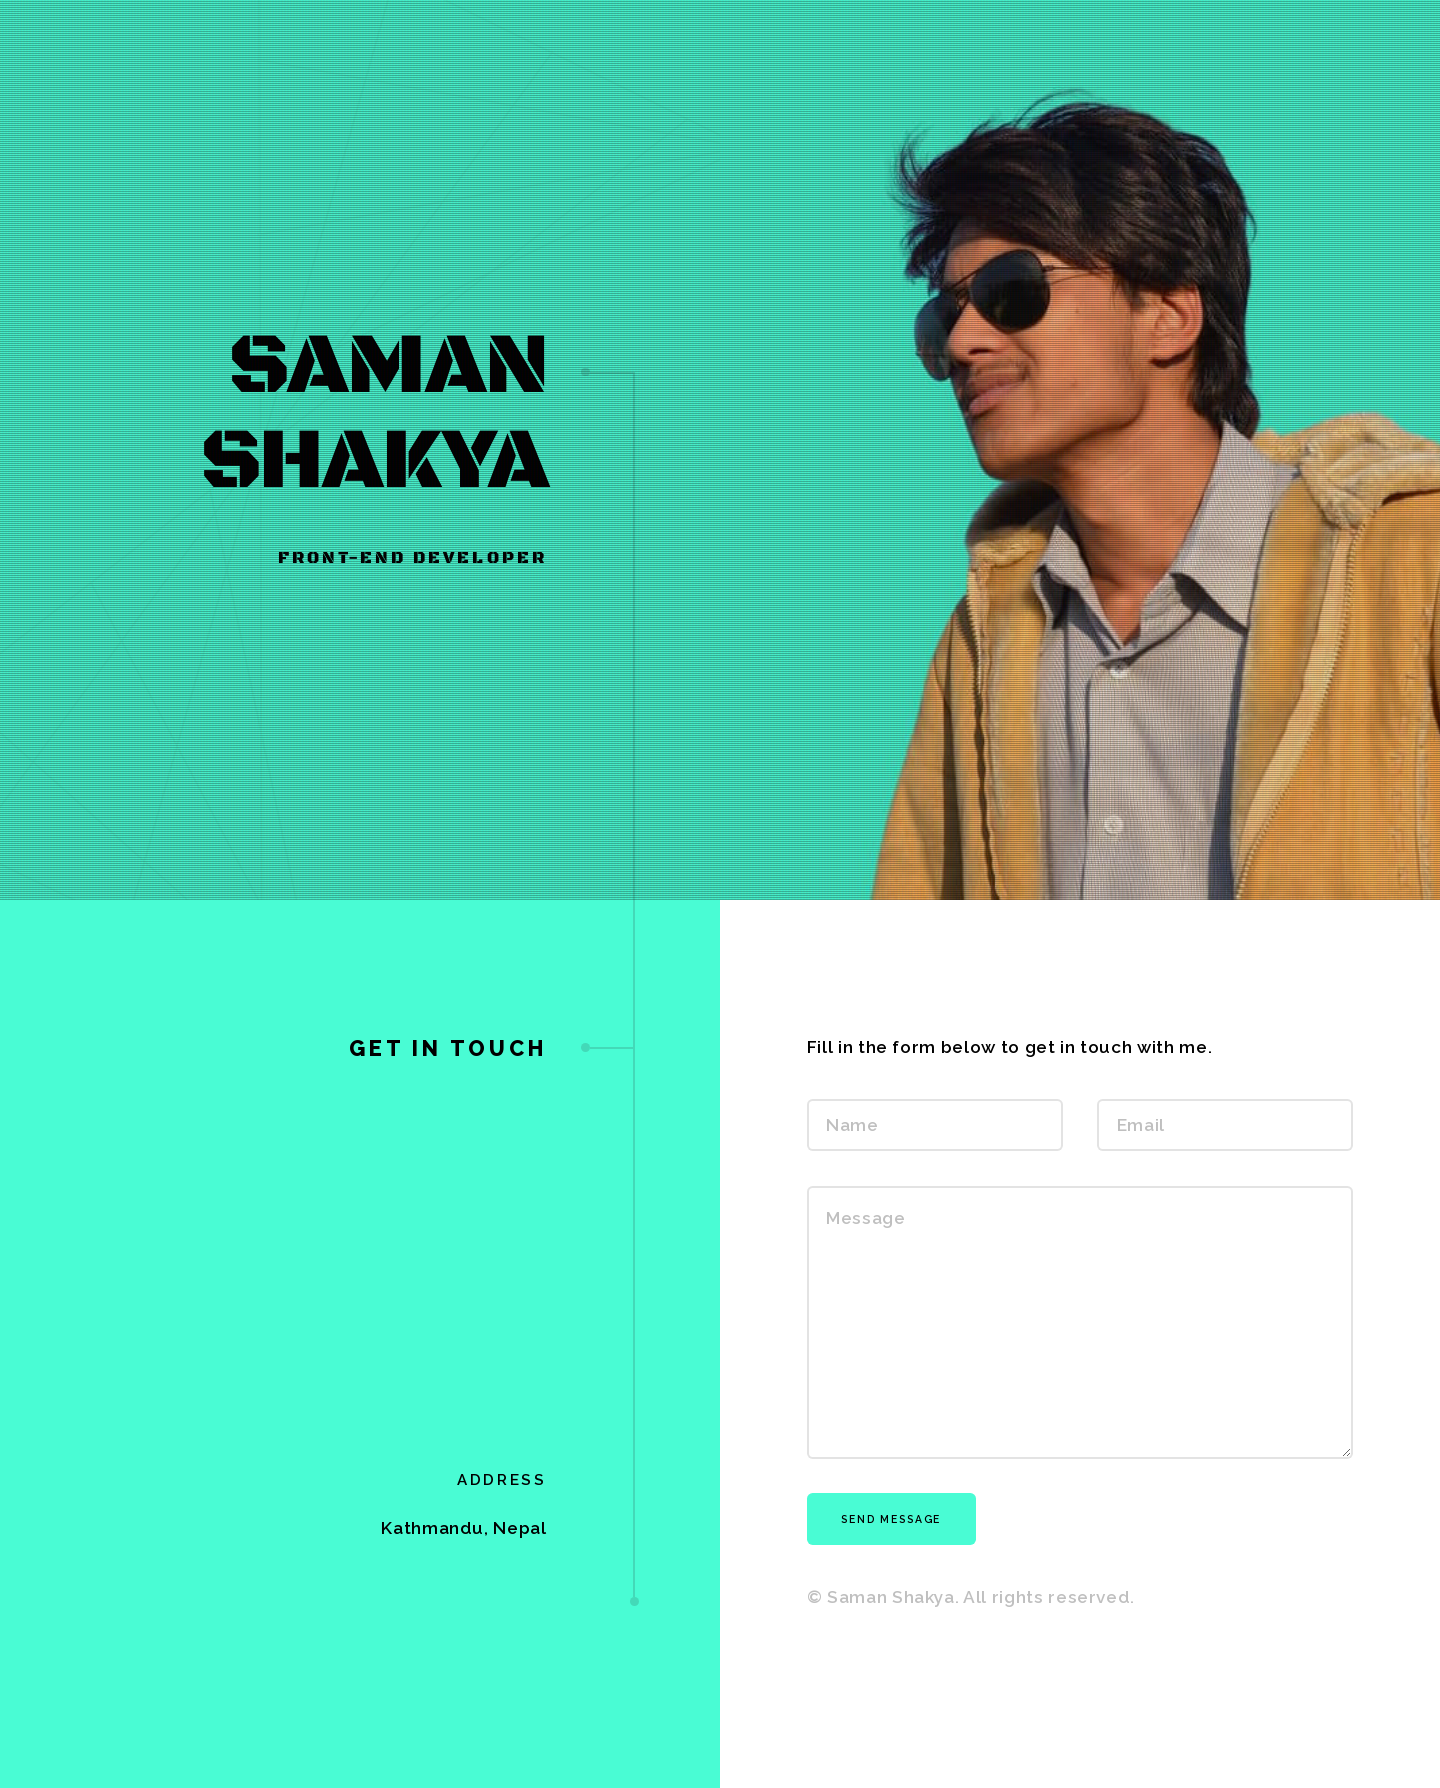 SAMAN
SHAKYA
FRONT-END DEVELOPER
GET IN TOUCH
Fill in the form below to get in touch with me.
Name
Email
Message
ADDRESS
Kathmandu, Nepal
SEND MESSAGE
© Saman Shakya. All rights reserved.